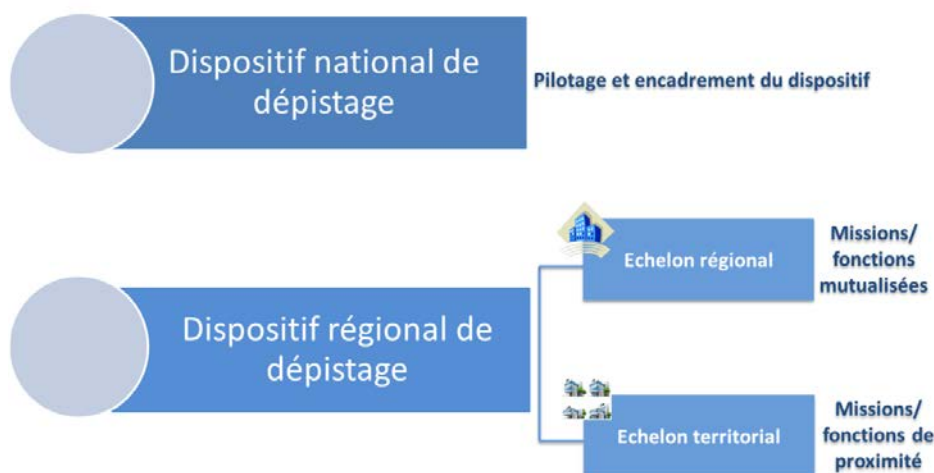 Dispositif national de
dépistage
Pilotage et encadrement du dispositif
Echelon régional
Missions/
fonctions
mutualisées
Dispositif régional de
dépistage
Echelon territorial
Missions/
fonctions de
proximité